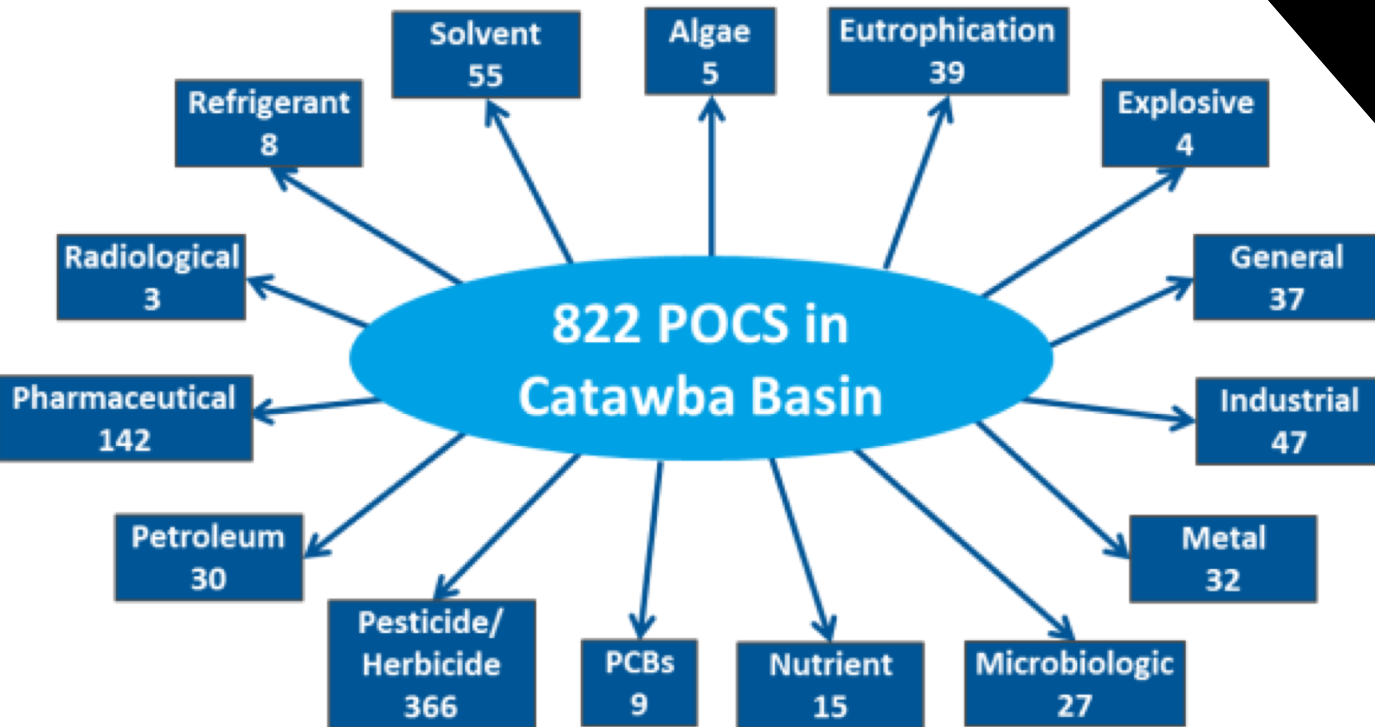 Solvent
55
Algae
5
Eutrophication
39
Refrigerant
8
Explosive
4
Radiological
3
General
37
822 POCS in
Catawba Basin
Pharmaceutical
142
Industrial
47
Petroleum
30
Metal
32
Pesticide/
Herbicide
366
PCBs
9
Nutrient
15
Microbiologic
27